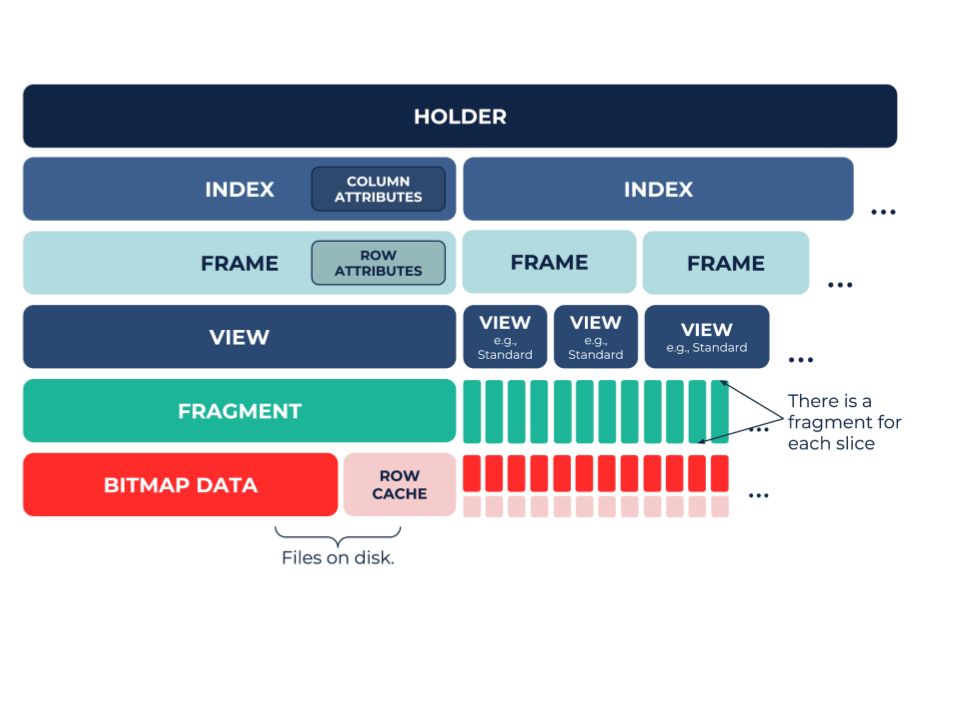 HOLDER
INDEX
COLUMN
ATTRIBUTES
INDEX
...
FRAME
ROW
ATTRIBUTES
FRAME
FRAME
...
VIEW
VIEW
e.g.,
Standard
VIEW
e.g.,
Standard
VIEW
e.g., Standard
...
FRAGMENT
...
There is a
fragment for
each slice
BITMAP DATA
ROW
CACHE
...
Files on disk.